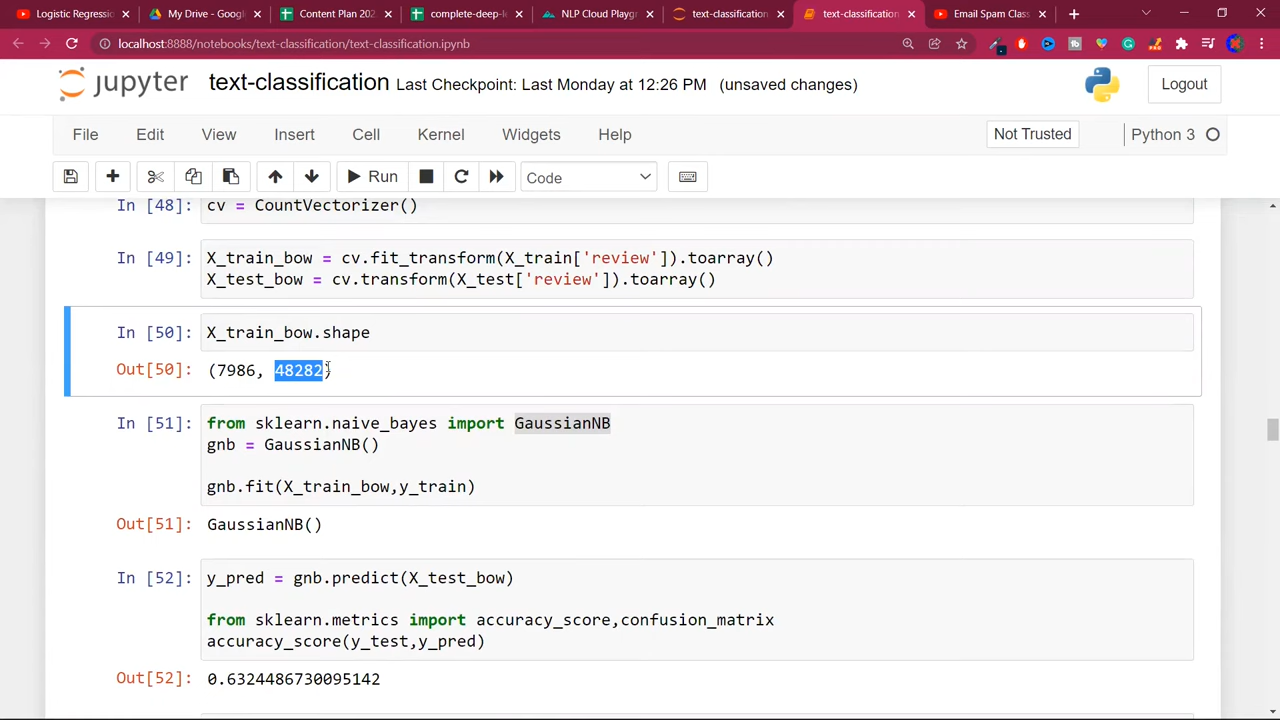 Logistic Regressi
My Drive - Google
Content Plan 202
complete-deep-le
NLP Cloud Playgr
text-classification
text-classification
Email Spam Class
localhost:8888/notebooks/text-classification/text-classification.ipynb
jupyter text-classification Last Checkpoint: Last Monday at 12:26 PM (unsaved changes) Logout
File Edit View Insert Cell Kernel Widgets Help Not Trusted Python 3
Run Code
In [48]: cv = CountVectorizer()
In [49]: X_train_bow = cv.fit_transform(X_train['review']).toarray()
X_test_bow = cv.transform(X_test['review']).toarray()
In [50]: X_train_bow.shape
Out[50]: (7986, 48282)
In [51]: from sklearn.naive_bayes import GaussianNB
gnb = GaussianNB()
gnb.fit(X_train_bow,y_train)
Out[51]: GaussianNB()
In [52]: y_pred = gnb.predict(X_test_bow)
from sklearn.metrics import accuracy_score,confusion_matrix
accuracy_score(y_test,y_pred)
Out[52]: 0.6324486730095142